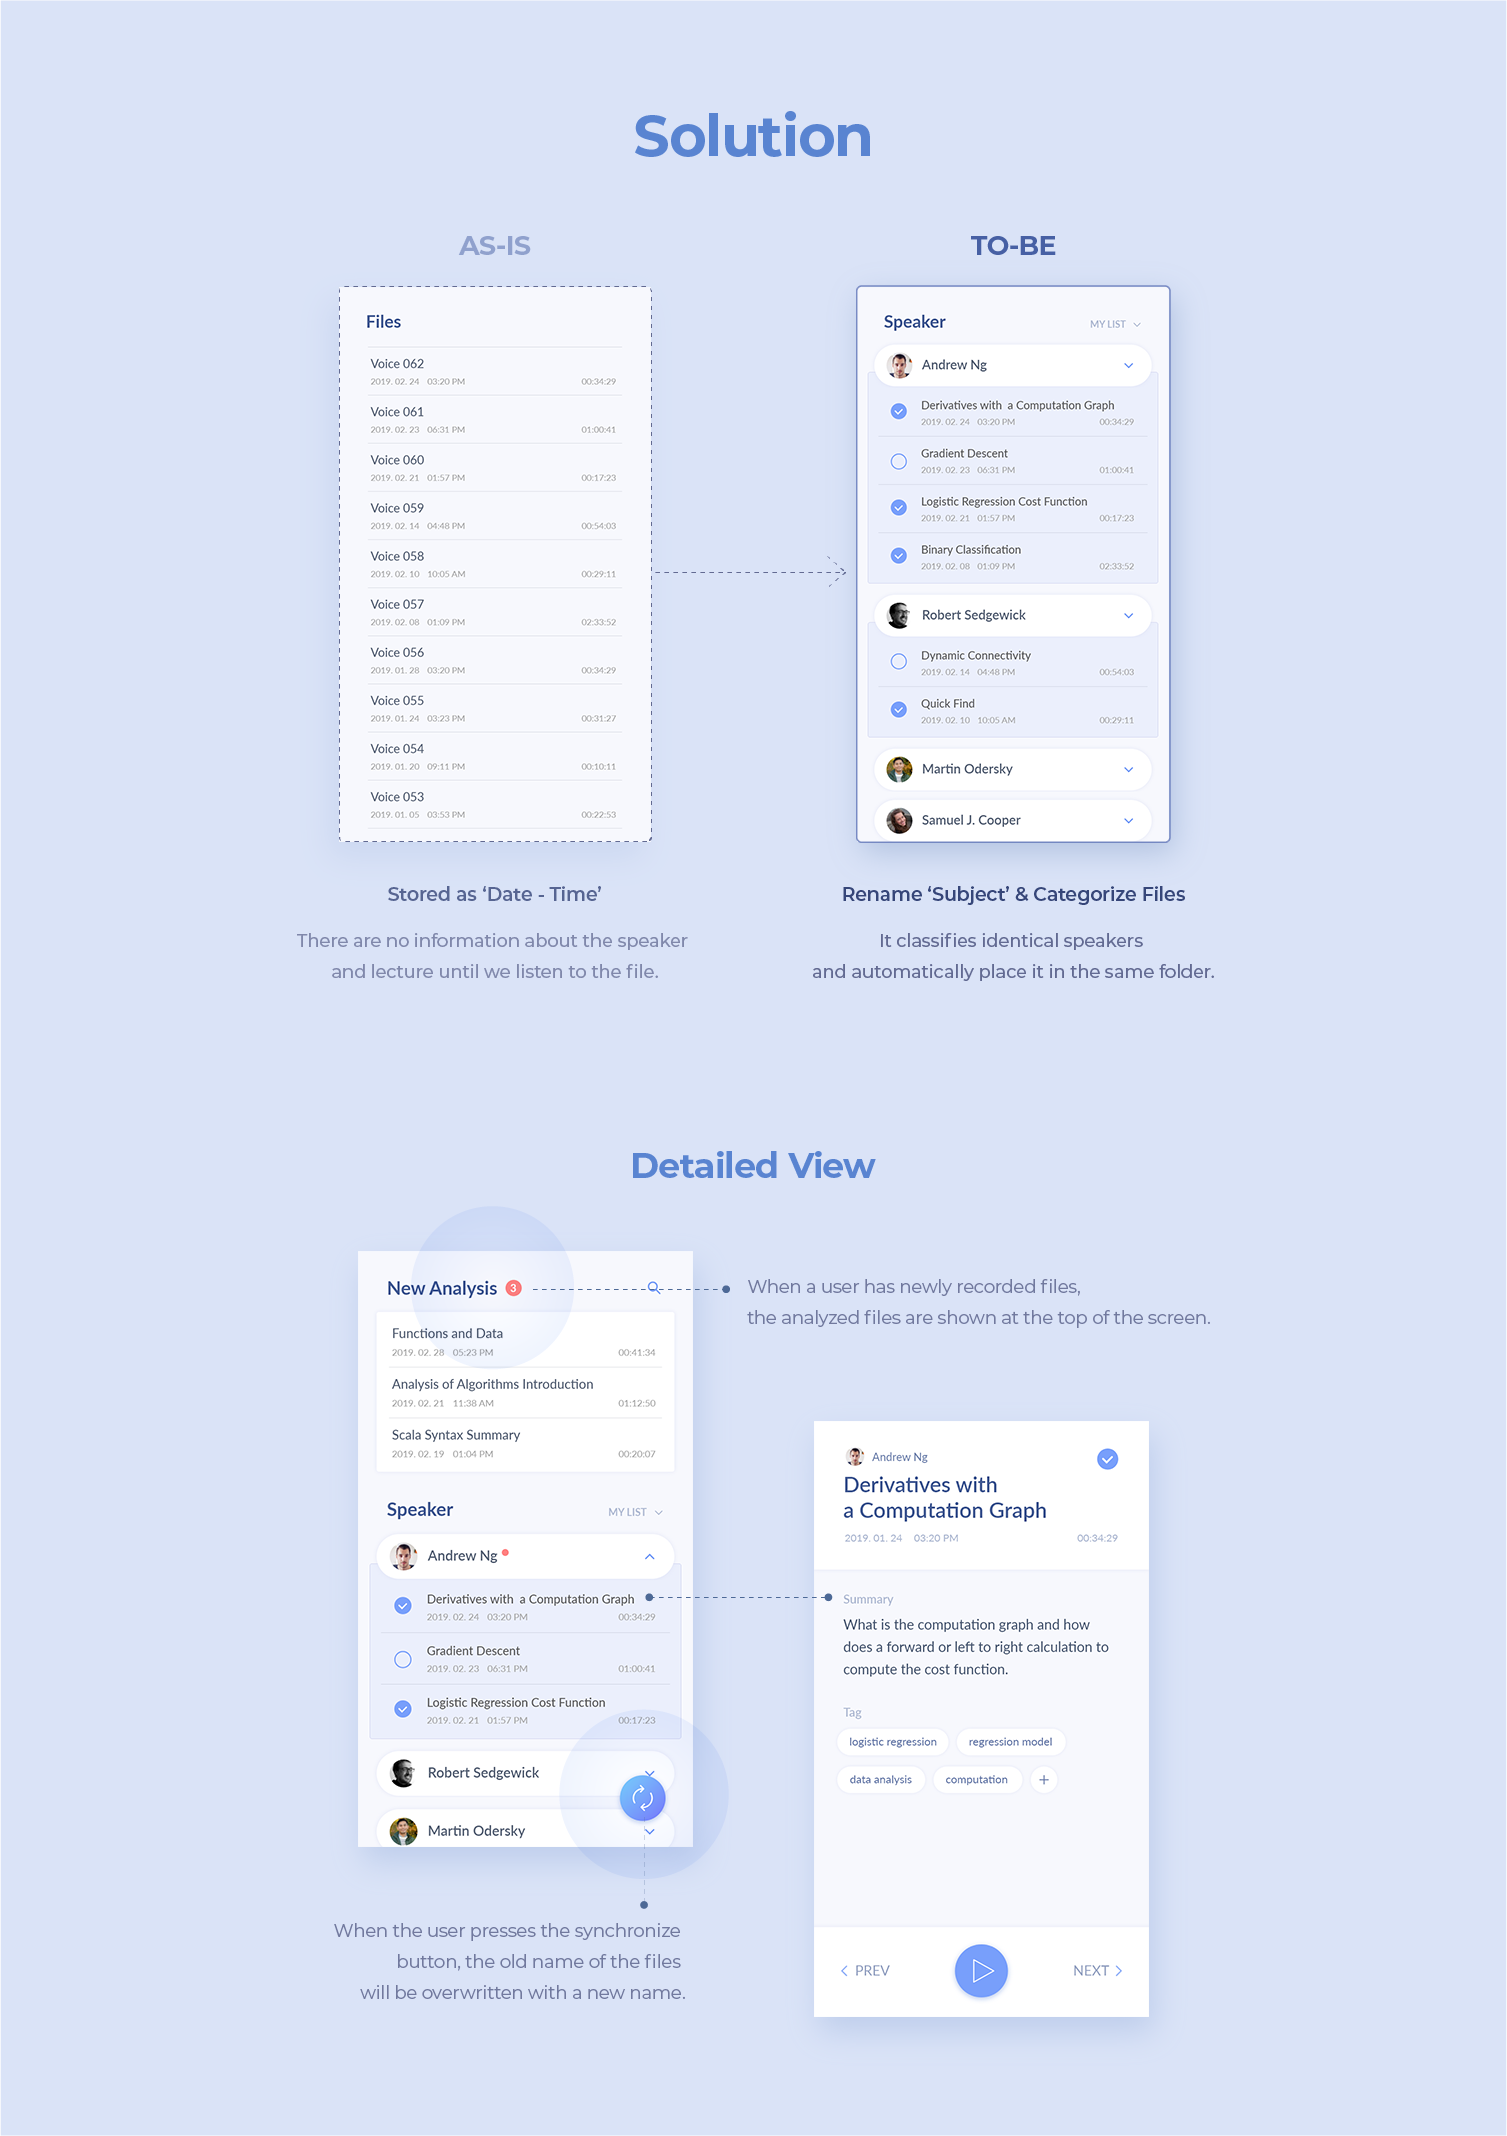 Solution
AS-IS
Files
Voice 062
2019. 02. 24 03:20 PM 00:34:29
Voice 061
2019. 02. 23 06:31 PM 01:00:41
Voice 060
2019. 02. 21 01:57 PM 00:17:23
Voice 059
2019. 02. 14 04:48 PM 00:54:03
Voice 058
2019. 02. 10 10:05 AM 00:29:11
Voice 057
2019. 02. 08 01:09 PM 02:33:52
Voice 056
2019. 01. 28 03:20 PM 00:34:29
Voice 055
2019. 01. 24 03:23 PM 00:31:27
Voice 054
2019. 01. 20 09:11 PM 00:10:11
Voice 053
2019. 01. 05 03:53 PM 00:22:53
Stored as ‘Date - Time’
There are no information about the speaker
and lecture until we listen to the file.
TO-BE
Speaker MY LIST
Andrew Ng
Derivatives with a Computation Graph
2019. 02. 24 03:20 PM 00:34:29
Gradient Descent
2019. 02. 23 06:31 PM 01:00:41
Logistic Regression Cost Function
2019. 02. 21 01:57 PM 00:17:23
Binary Classification
2019. 02. 08 01:09 PM 02:33:52
Robert Sedgewick
Dynamic Connectivity
2019. 02. 14 04:48 PM 00:54:03
Quick Find
2019. 02. 10 10:05 AM 00:29:11
Martin Odersky
Samuel J. Cooper
Rename ‘Subject’ & Categorize Files
It classifies identical speakers
and automatically place it in the same folder.
Detailed View
New Analysis 3
Functions and Data
2019. 02. 28 05:23 PM 00:41:34
Analysis of Algorithms Introduction
2019. 02. 21 11:38 AM 01:12:50
Scala Syntax Summary
2019. 02. 19 01:04 PM 00:20:07
Speaker MY LIST
Andrew Ng
Derivatives with a Computation Graph
2019. 02. 24 03:20 PM 00:34:29
Gradient Descent
2019. 02. 23 06:31 PM 01:00:41
Logistic Regression Cost Function
2019. 02. 21 01:57 PM 00:17:23
Robert Sedgewick
Martin Odersky
When the user presses the synchronize
button, the old name of the files
will be overwritten with a new name.
When a user has newly recorded files,
the analyzed files are shown at the top of the screen.
Andrew Ng
Derivatives with
a Computation Graph
2019. 01. 24 03:20 PM 00:34:29
Summary
What is the computation graph and how
does a forward or left to right calculation to
compute the cost function.
Tag
logistic regression regression model
data analysis computation +
PREV NEXT